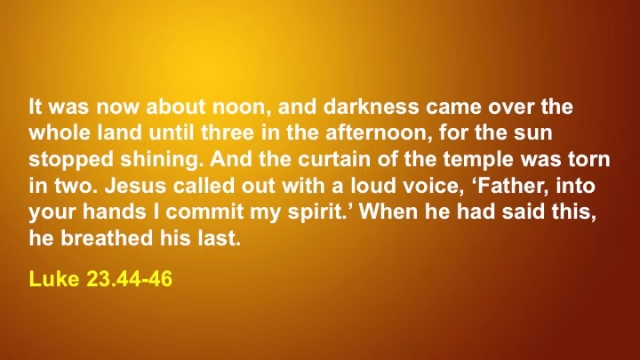 It was now about noon, and darkness came over the
whole land until three in the afternoon, for the sun
stopped shining. And the curtain of the temple was torn
in two. Jesus called out with a loud voice, ‘Father, into
your hands I commit my spirit.’ When he had said this,
he breathed his last.
Luke 23.44-46